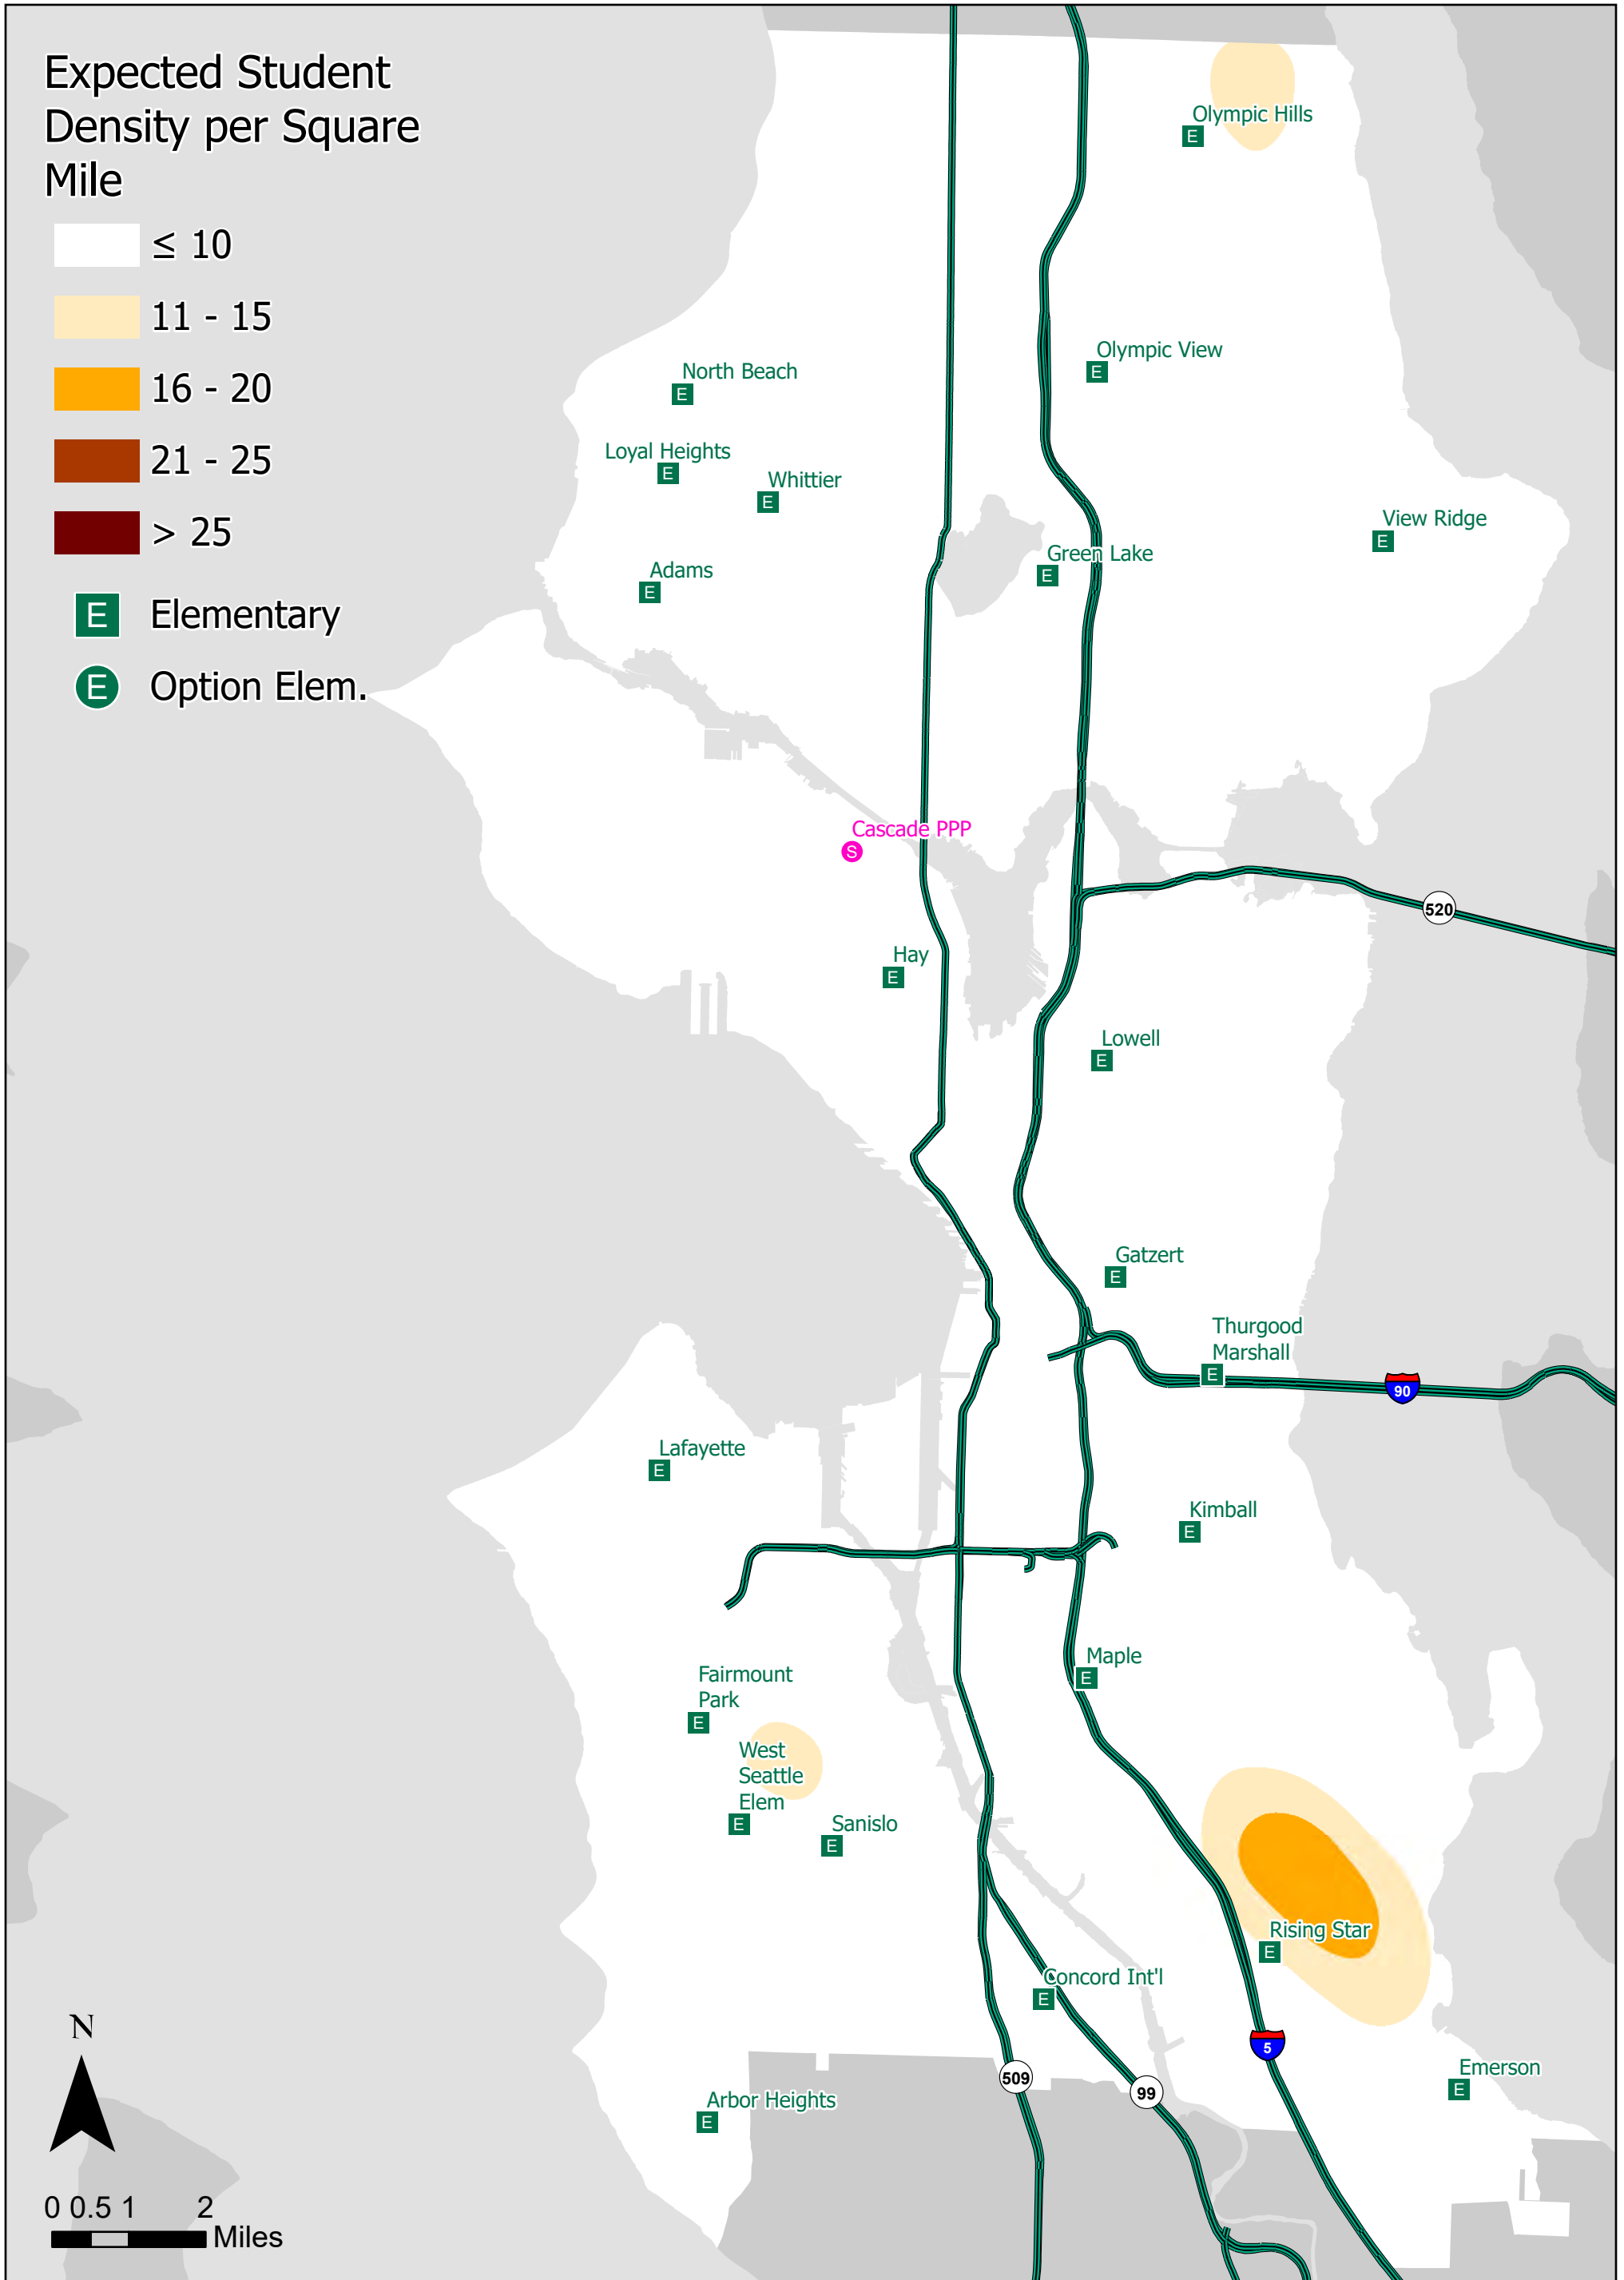 Expected Student
Density per Square
Mile
≤ 10
11 - 15
16 - 20
21 - 25
> 25
E Elementary
E Option Elem.
Olympic Hills
E
Olympic View
E
North Beach
E
Loyal Heights
E
Whittier
E
View Ridge
E
Green Lake
E
Adams
E
Cascade PPP
S
520
Hay
E
Lowell
E
Gatzert
E
Thurgood
Marshall
E
90
Lafayette
E
Kimball
E
Maple
E
Fairmount
Park
E
West
Seattle
Elem
E
Sanislo
E
Rising Star
E
Concord Int'l
E
N
5
509
99
Emerson
E
Arbor Heights
E
0 0.5 1 2
Miles